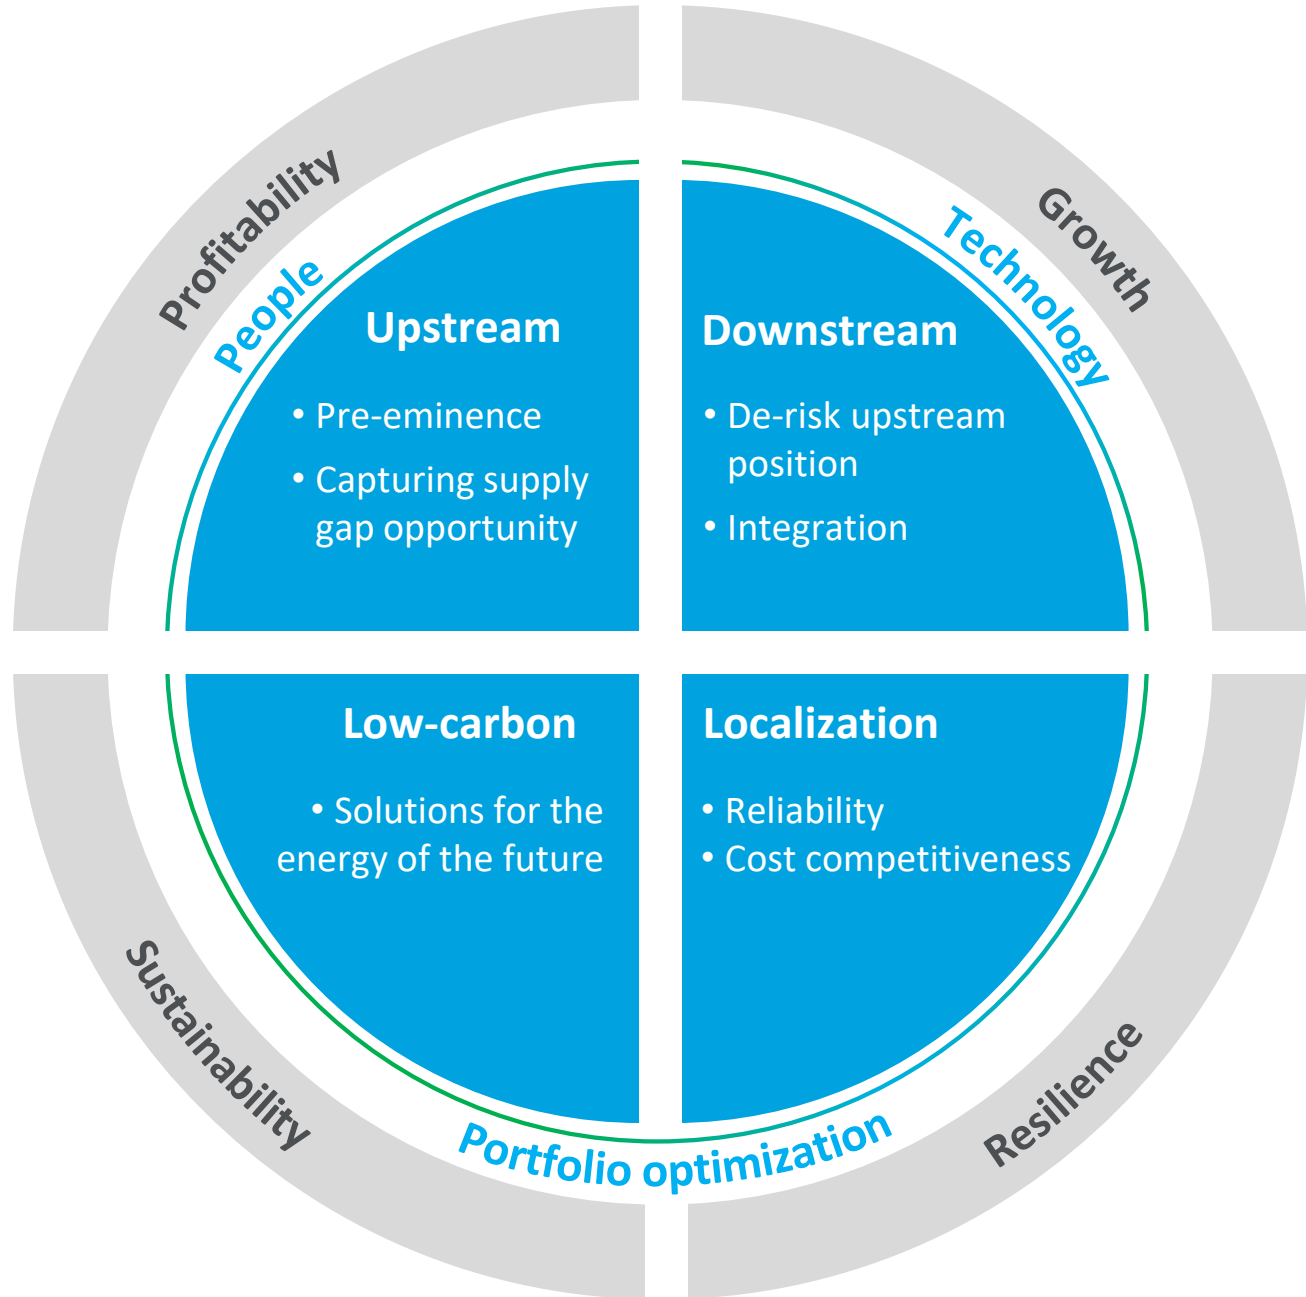 Profitability
Growth
People
Technology
Upstream
• Pre-eminence
• Capturing supply
gap opportunity
Downstream
• De-risk upstream
position
• Integration
Low-carbon
• Solutions for the
energy of the future
Localization
• Reliability
• Cost competitiveness
Sustainability
Resilience
Portfolio optimization